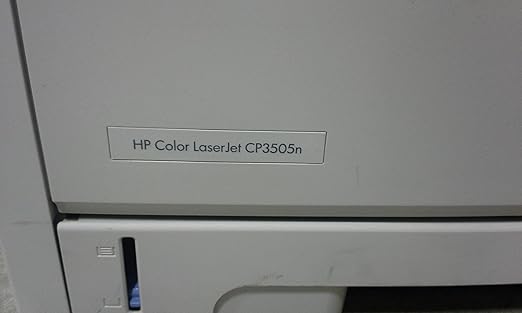 HP Color LaserJet CP3505n